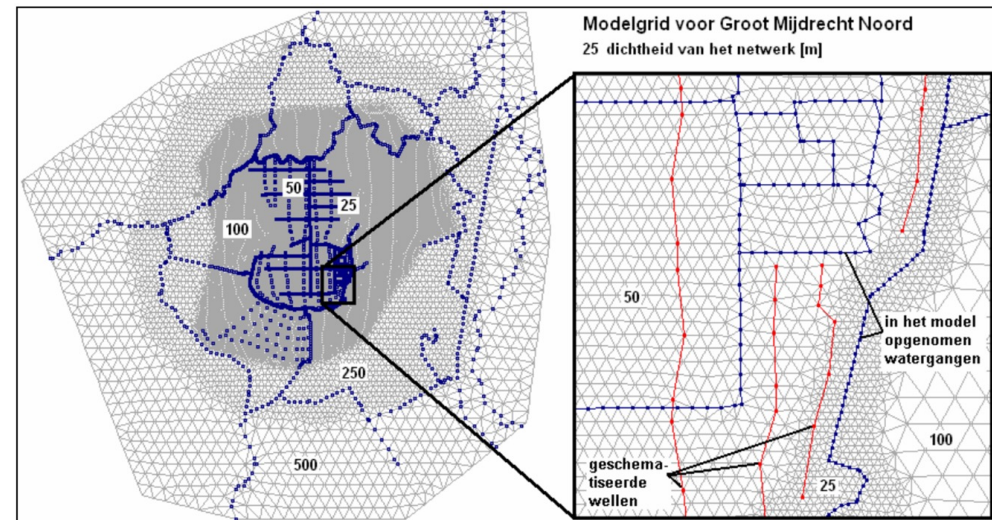 Modelgrid voor Groot Mijdrecht Noord
25 dichtheid van het netwerk [m]
50
25
100
250
500
50
in het model
opgenomen
watergangen
100
geschema-
tiseerde
wellen
25